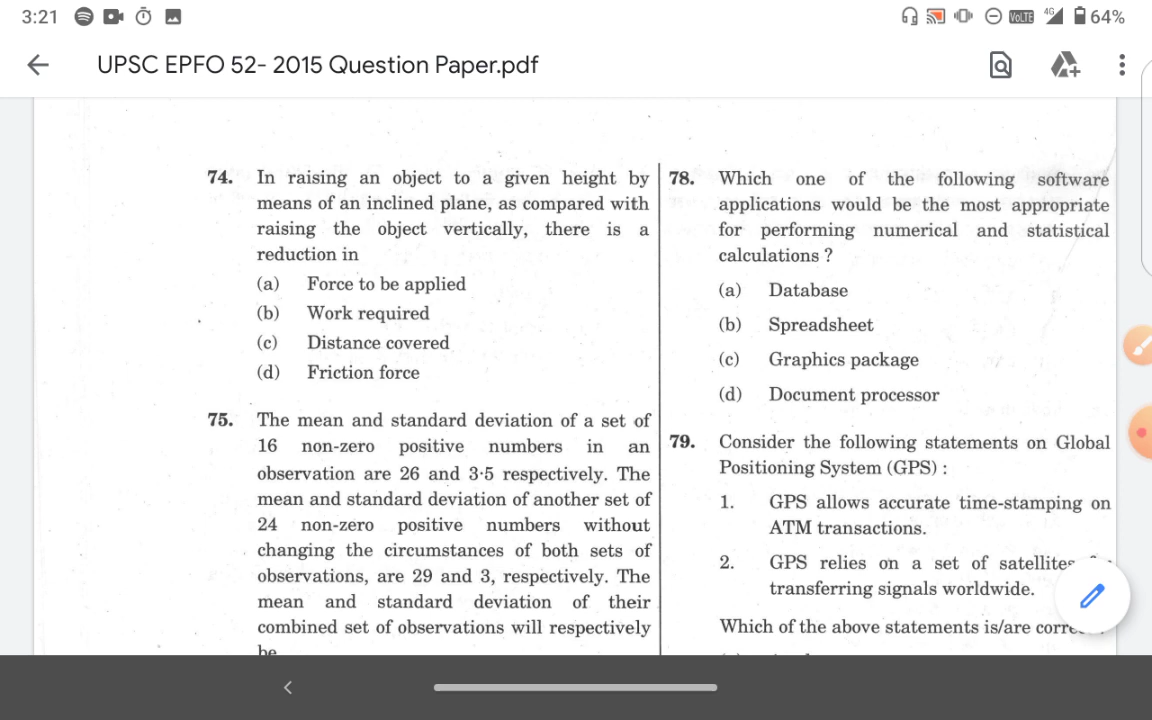 3:21
VoLTE 4G 64%
UPSC EPFO 52- 2015 Question Paper.pdf
74. In raising an object to a given height by
means of an inclined plane, as compared with
raising the object vertically, there is a
reduction in
(a) Force to be applied
(b) Work required
(c) Distance covered
(d) Friction force
75. The mean and standard deviation of a set of
16 non-zero positive numbers in an
observation are 26 and 3·5 respectively. The
mean and standard deviation of another set of
24 non-zero positive numbers without
changing the circumstances of both sets of
observations, are 29 and 3, respectively. The
mean and standard deviation of their
combined set of observations will respectively
be
78. Which one of the following software
applications would be the most appropriate
for performing numerical and statistical
calculations ?
(a) Database
(b) Spreadsheet
(c) Graphics package
(d) Document processor
79. Consider the following statements on Global
Positioning System (GPS) :
1. GPS allows accurate time-stamping on
ATM transactions.
2. GPS relies on a set of satellites
transferring signals worldwide.
Which of the above statements is/are